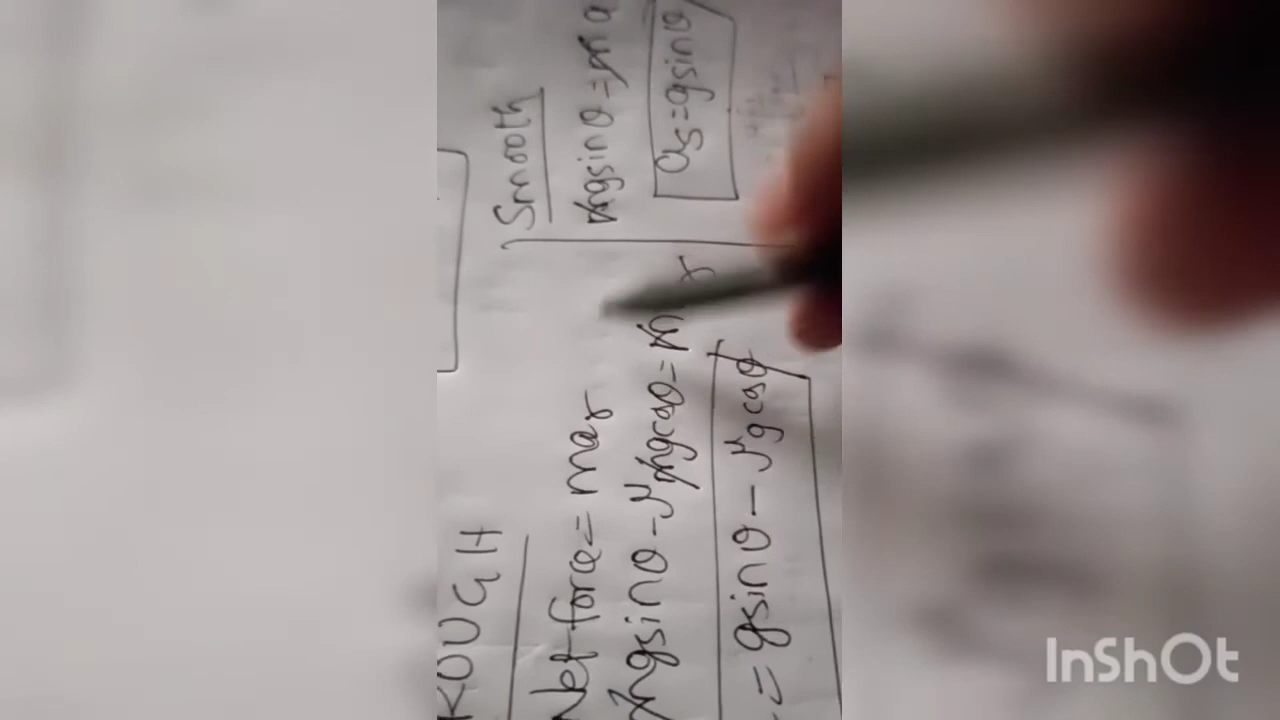 ROUGH
Net force = mar
mgsinθ - μmgcosθ = m r
= gsinθ - μgcosθ
Smooth
mgsinθ = ma
as = gsinθ
InShOt